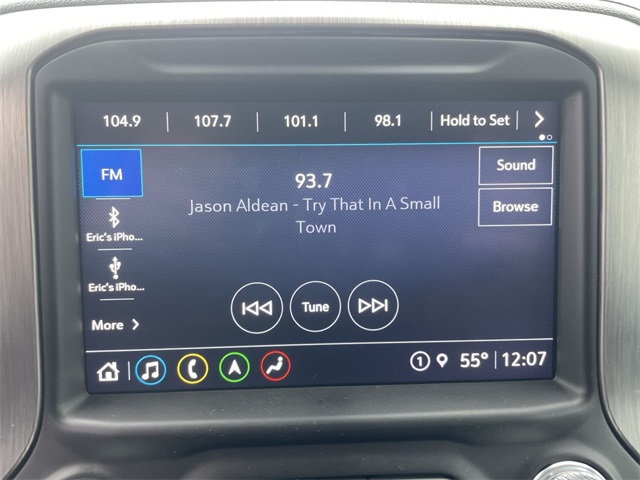 104.9 107.7 101.1 98.1 Hold to Set
FM
93.7
Sound
Jason Aldean - Try That In A Small
Town
Browse
Eric's iPho...
Eric's iPho...
More
Tune
1 55° 12:07